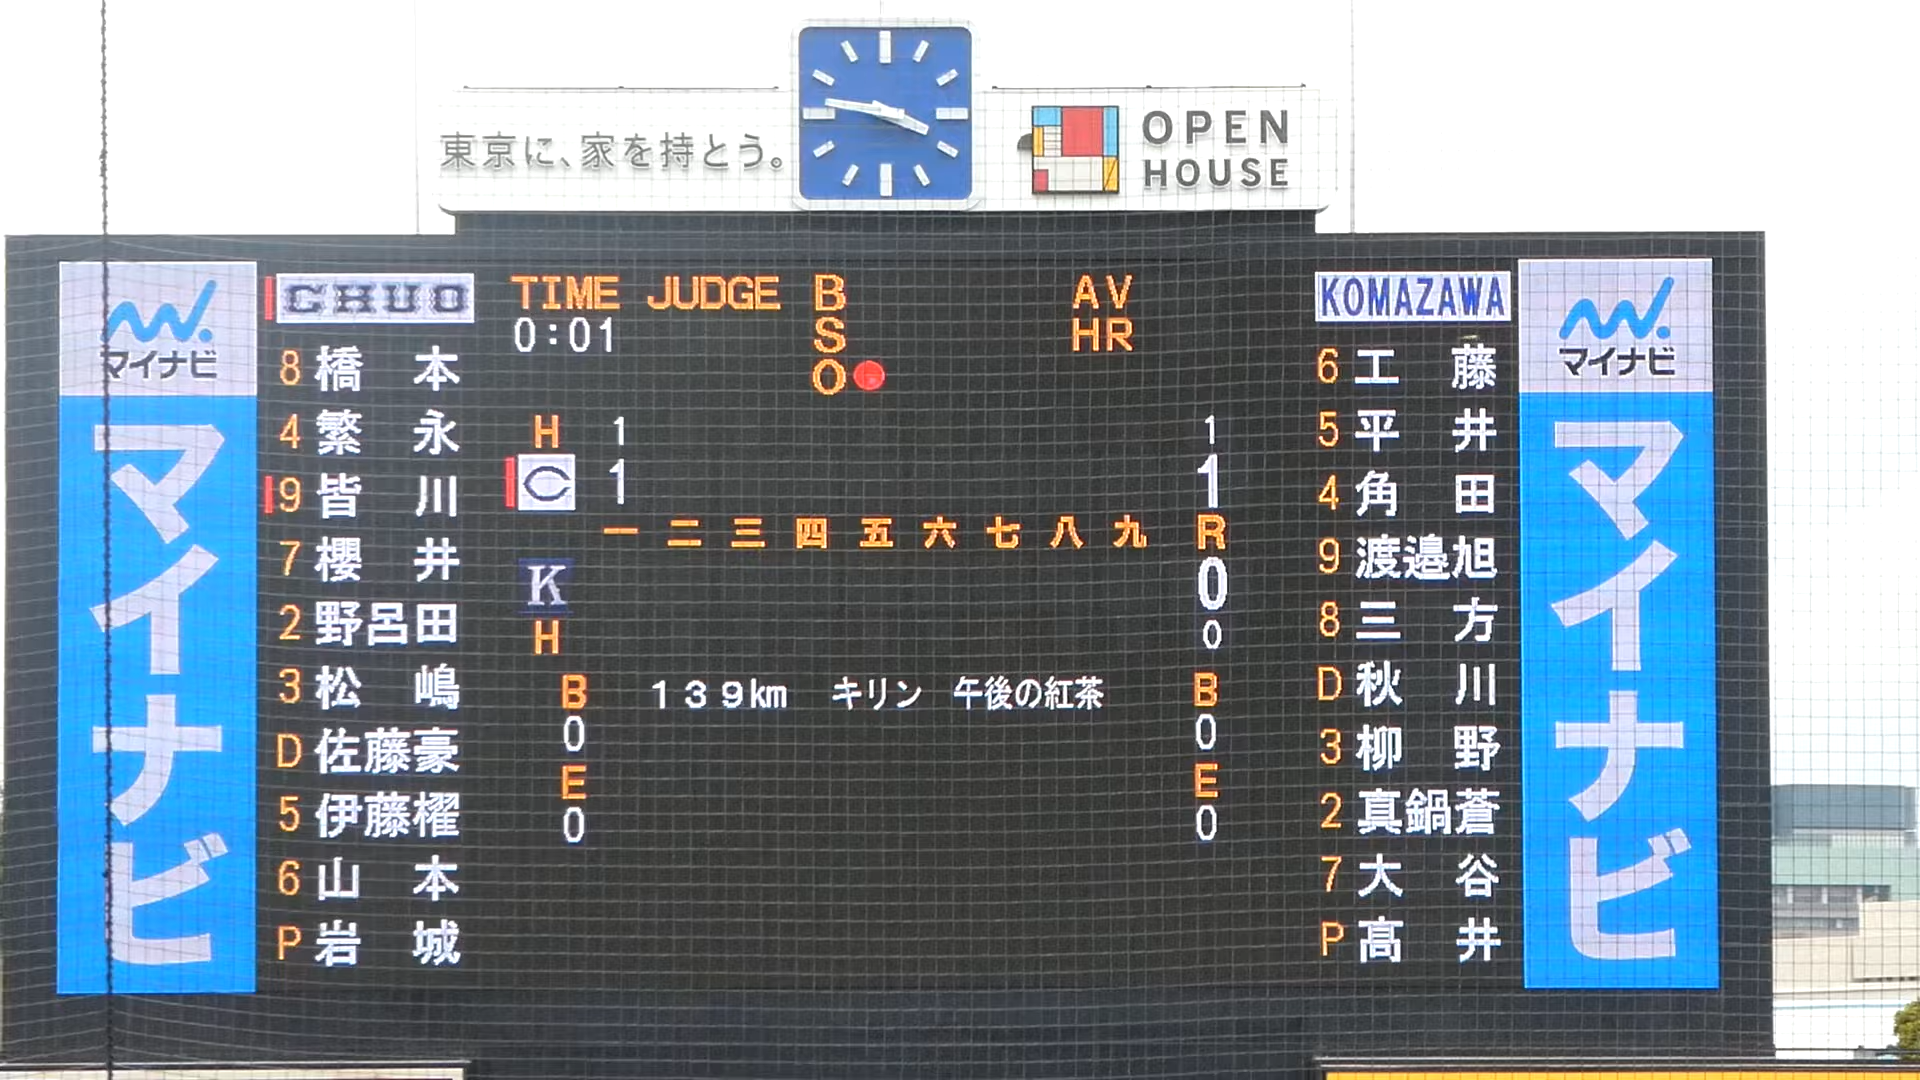 東京に、家を持とう。
OPEN
HOUSE
マイナビ
マイナビ
CHUO
8 橋本
4 繁永
9 皆川
7 櫻井
2 野呂田
3 松嶋
D 佐藤豪
5 伊藤櫂
6 山本
P 岩城
TIME JUDGE B AV
0:01 S HR
O
H 1 1
C 1 1
一 二 三 四 五 六 七 八 九 R
K 0
H 0
B 139km キリン 午後の紅茶 B
0 0
E E
0 0
KOMAZAWA
6 工藤
5 平井
4 角田
9 渡邉旭
8 三方
D 秋川
3 柳野
2 真鍋蒼
7 大谷
P 髙井
マイナビ
マイナビ